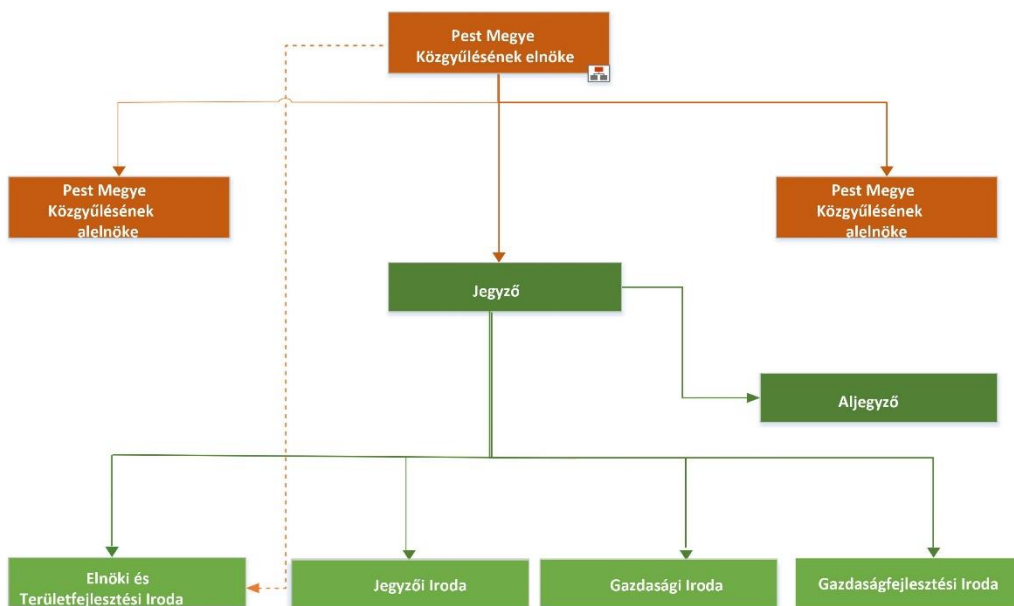 Pest Megye
Közgyűlésének elnöke
Pest Megye
Közgyűlésének
alelnöke
Pest Megye
Közgyűlésének
alelnöke
Jegyző
Aljegyző
Elnöki és
Területfejlesztési Iroda
Jegyzői Iroda
Gazdasági Iroda
Gazdaságfejlesztési Iroda